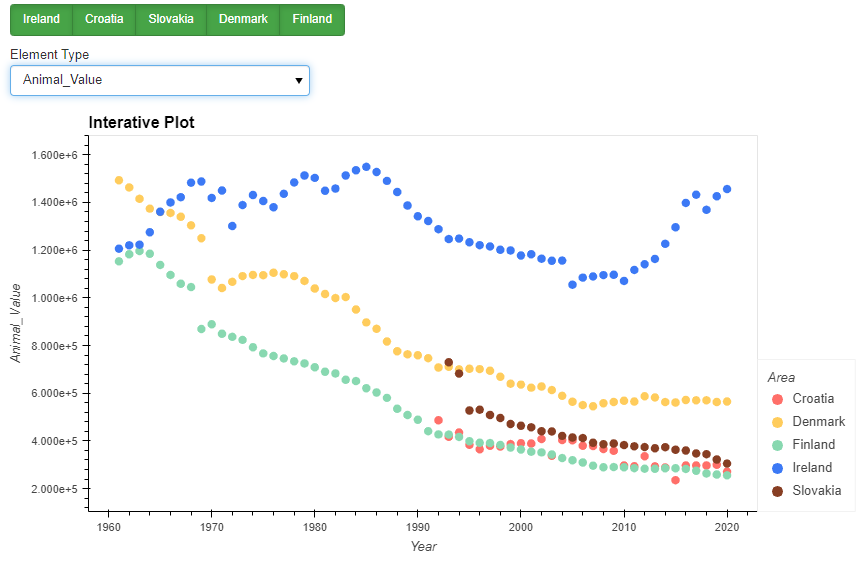 Ireland Croatia Slovakia Denmark Finland
Element Type
Animal_Value
Interative Plot
1.600e+6
1.400e+6
1.200e+6
1.000e+6
8.000e+5
6.000e+5
4.000e+5
2.000e+5
Animal_Value
1960 1970 1980 1990 2000 2010 2020
Year
Area
Croatia
Denmark
Finland
Ireland
Slovakia